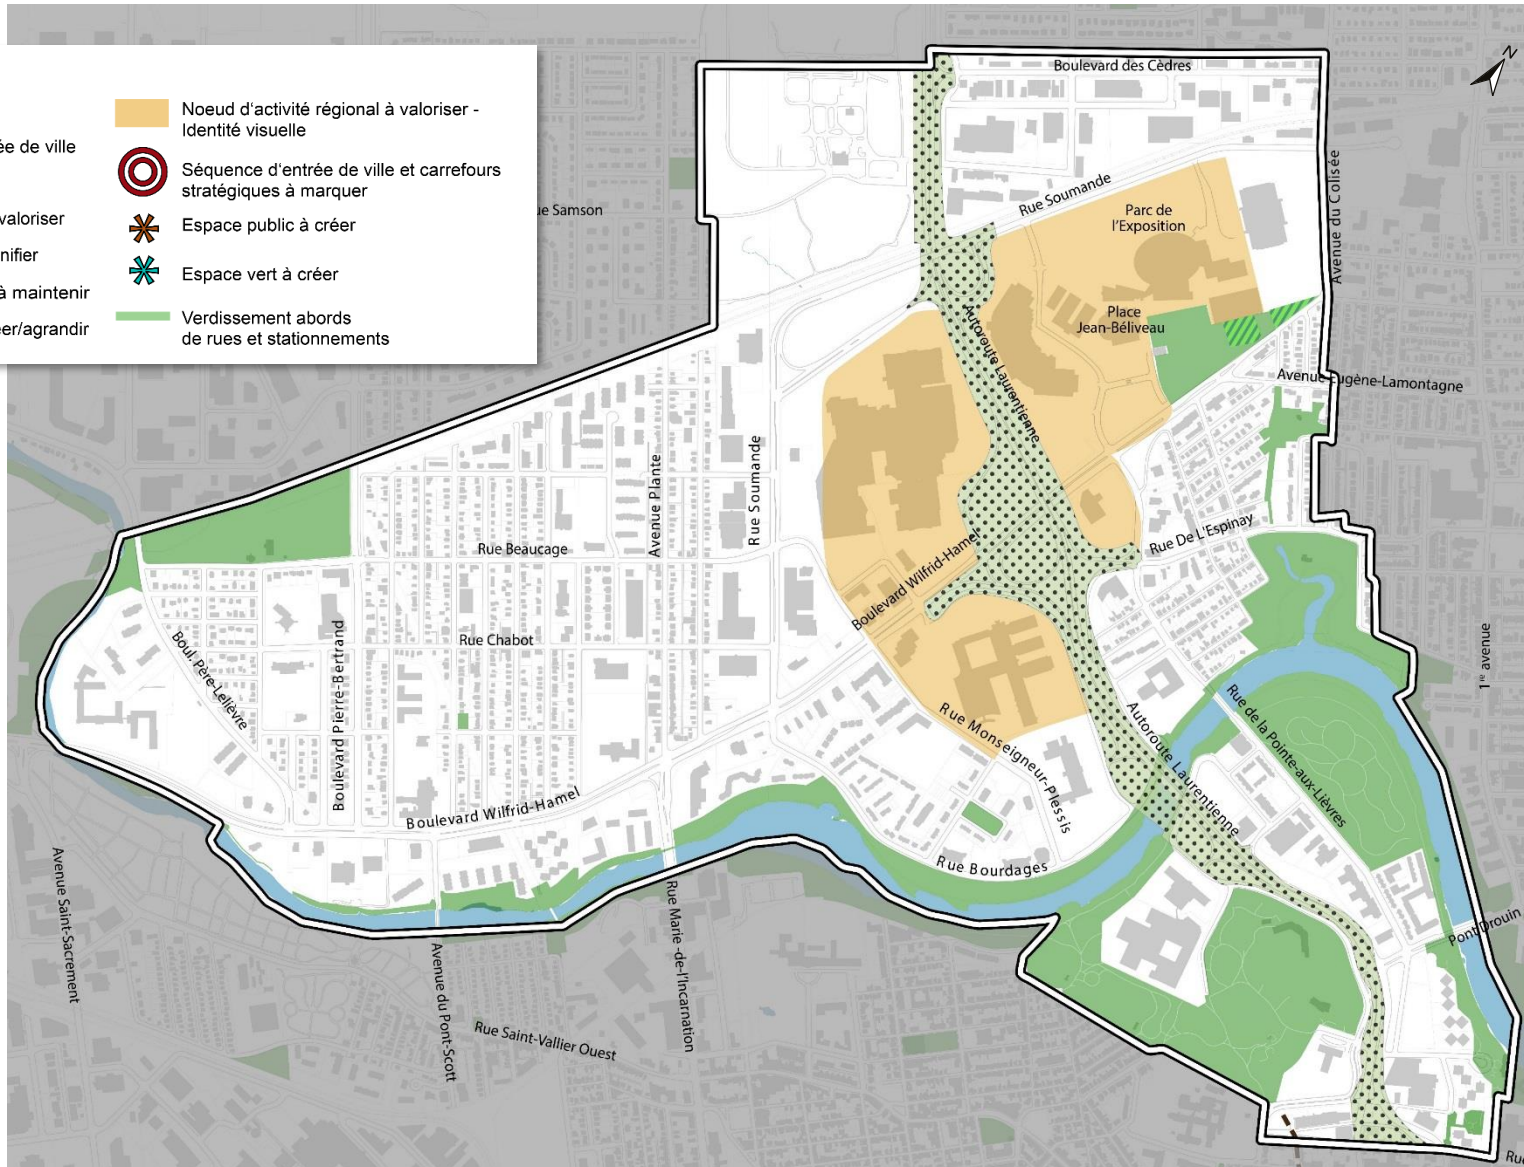 ée de ville
valoriser
nifier
à maintenir
éer/agrandir
Noeud d'activité régional à valoriser -
Identité visuelle
Séquence d'entrée de ville et carrefours
stratégiques à marquer
Espace public à créer
Espace vert à créer
Verdissement abords
de rues et stationnements
N
Boulevard des Cèdres
Avenue du Colisée
ue Samson
Rue Soumande
Parc de
l'Exposition
Place
Jean-Béliveau
Autoroute Laurentienne
Avenue Eugène-Lamontagne
Avenue Plante
Rue Soumande
Rue Beaucage
Rue De L'Espinay
Boulevard Wilfrid-Hamel
Rue Chabot
Boul. Père-Lelièvre
Boulevard Pierre-Bertrand
1re avenue
Rue de la Pointe-aux-Lièvres
Rue Monseigneur-Plessis
Autoroute Laurentienne
Boulevard Wilfrid-Hamel
Rue Bourdages
Avenue Saint-Sacrement
Rue Marie-de-l'Incarnation
Pont Drouin
Avenue du Pont-Scott
Rue Saint-Vallier Ouest
Rue